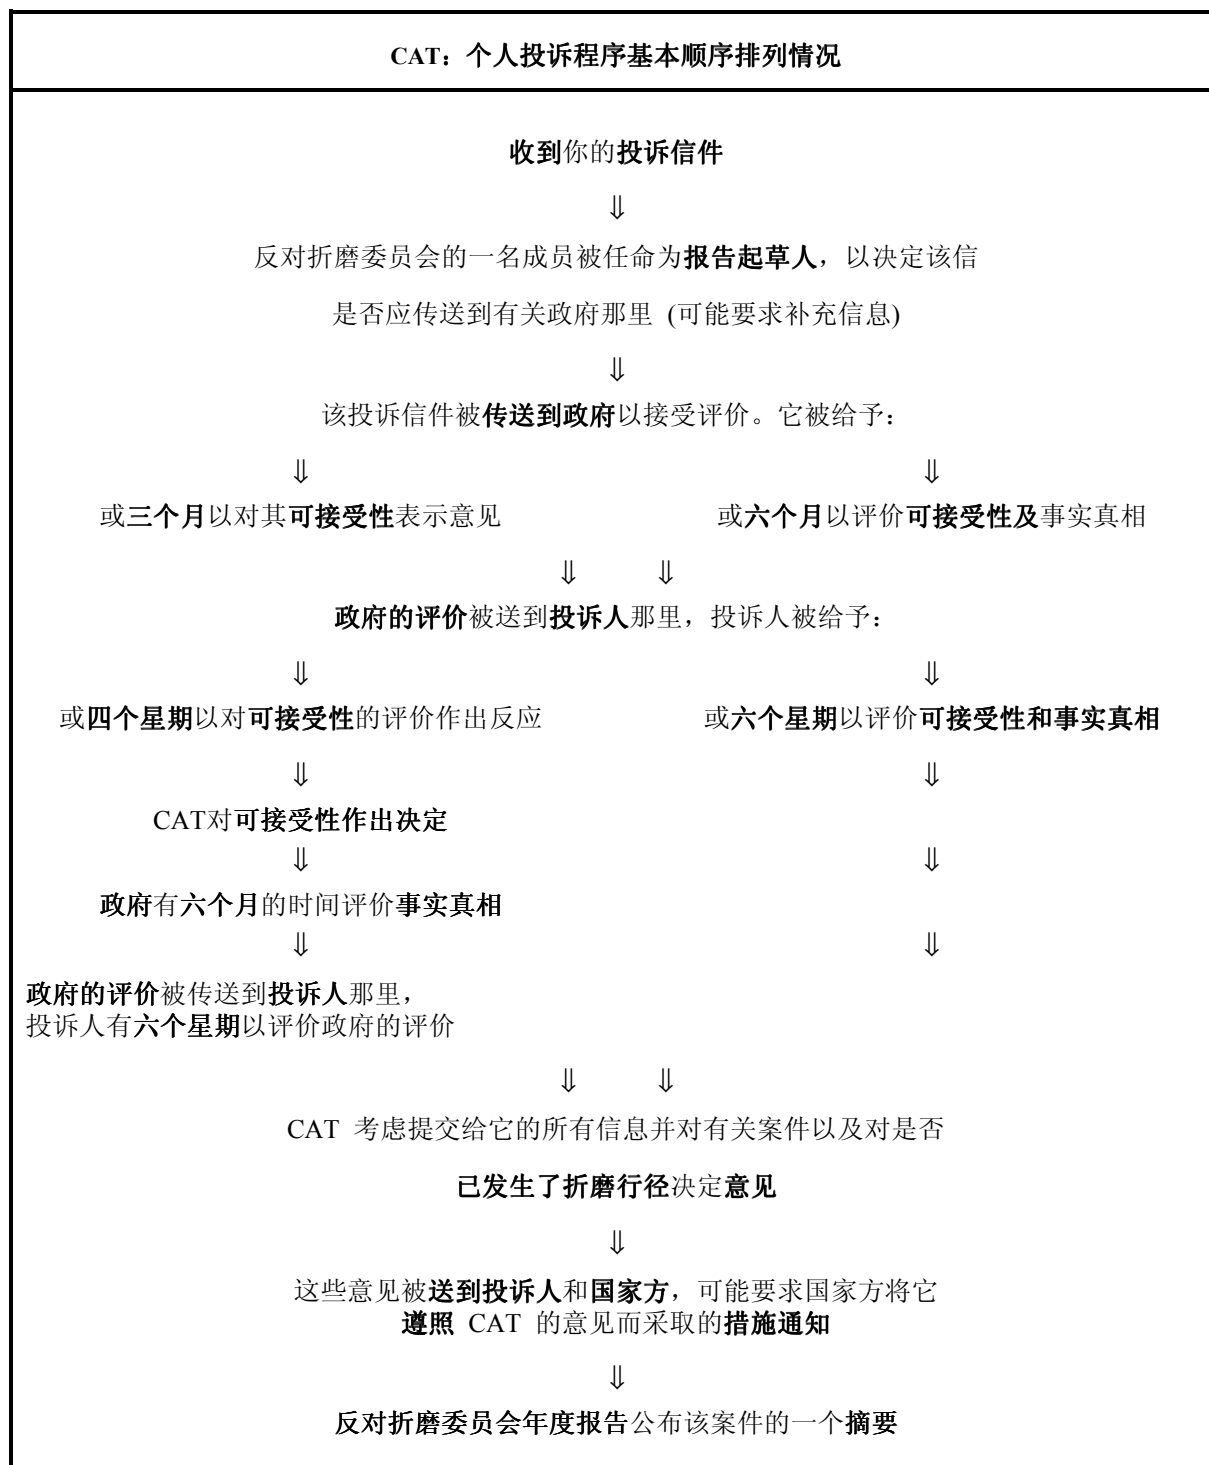 CAT：个人投诉程序基本顺序排列情况
收到你的投诉信件
⇓
反对折磨委员会的一名成员被任命为报告起草人，以决定该信
是否应传送到有关政府那里 (可能要求补充信息)
⇓
该投诉信件被传送到政府以接受评价。它被给予：
⇓ ⇓
或三个月以对其可接受性表示意见 或六个月以评价可接受性及事实真相
⇓ ⇓
政府的评价被送到投诉人那里，投诉人被给予：
⇓ ⇓
或四个星期以对可接受性的评价作出反应 或六个星期以评价可接受性和事实真相
⇓ ⇓
CAT对可接受性作出决定
⇓ ⇓
政府有六个月的时间评价事实真相
⇓ ⇓
政府的评价被传送到投诉人那里，
投诉人有六个星期以评价政府的评价
⇓ ⇓
CAT 考虑提交给它的所有信息并对有关案件以及对是否
已发生了折磨行径决定意见
⇓
这些意见被送到投诉人和国家方，可能要求国家方将它
遵照 CAT 的意见而采取的措施通知
⇓
反对折磨委员会年度报告公布该案件的一个摘要